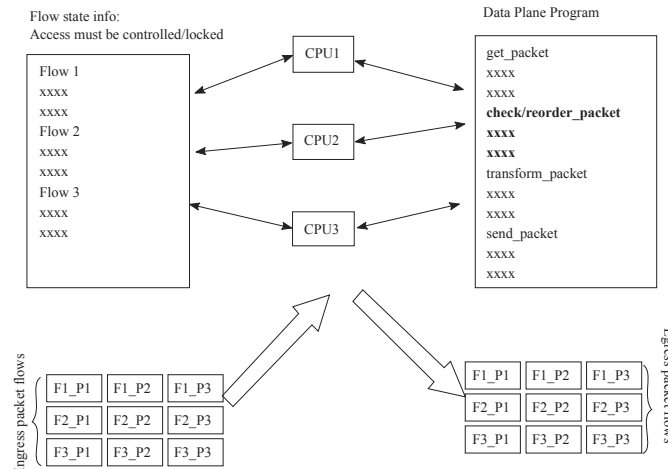 Flow state info:
Access must be controlled/locked
Flow 1
xxxx
xxxx
Flow 2
xxxx
xxxx
Flow 3
xxxx
xxxx
CPU1
CPU2
CPU3
Data Plane Program
get_packet
xxxx
xxxx
check/reorder_packet
xxxx
xxxx
transform_packet
xxxx
xxxx
send_packet
xxxx
xxxx
Ingress packet flows
F1_P1 F1_P2 F1_P3
F2_P1 F2_P2 F2_P3
F3_P1 F3_P2 F3_P3
F1_P1 F1_P2 F1_P3
F2_P1 F2_P2 F2_P3
F3_P1 F3_P2 F3_P3
Egress packet flows